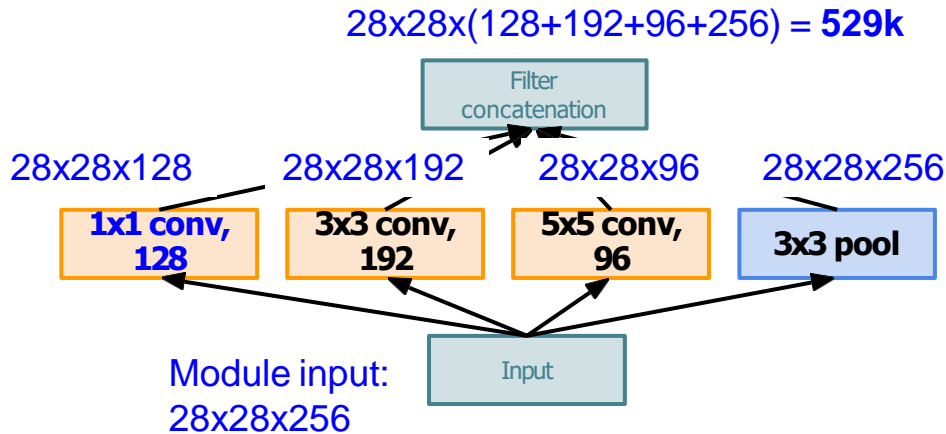 28x28x(128+192+96+256) = 529k
Filter
concatenation
28x28x128
28x28x192
28x28x96
28x28x256
1x1 conv,
128
3x3 conv,
192
5x5 conv,
96
3x3 pool
Input
Module input:
28x28x256